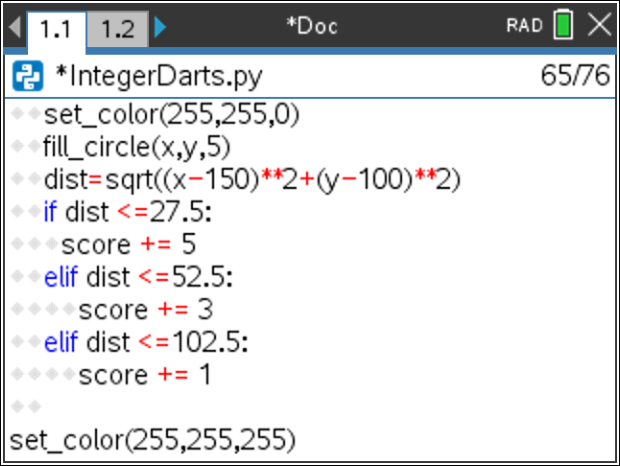 1.1 1.2 *Doc RAD
*IntegerDarts.py 65/76
set_color(255,255,0)
fill_circle(x,y,5)
dist=sqrt((x-150)**2+(y-100)**2)
if dist <=27.5:
score += 5
elif dist <=52.5:
score += 3
elif dist <=102.5:
score += 1
set_color(255,255,255)